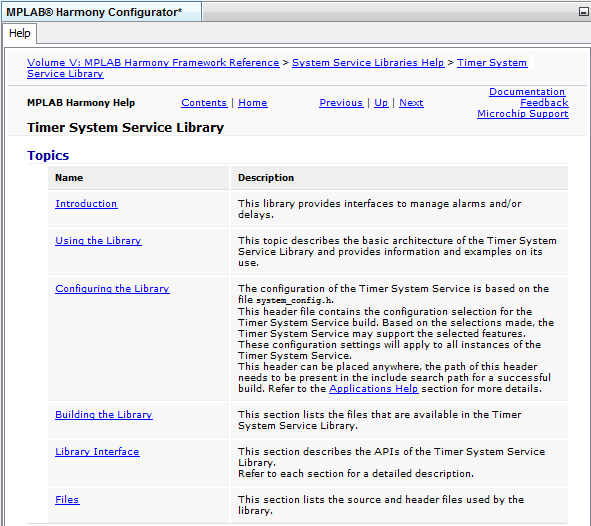 MPLAB® Harmony Configurator*
Help
Volume V: MPLAB Harmony Framework Reference > System Service Libraries Help > Timer System
Service Library
Documentation
MPLAB Harmony Help Contents | Home Previous | Up | Next Feedback
Microchip Support
Timer System Service Library
Topics
Name Description
Introduction This library provides interfaces to manage alarms and/or
delays.
Using the Library This topic describes the basic architecture of the Timer System
Service Library and provides information and examples on its
use.
Configuring the Library The configuration of the Timer System Service is based on the
file system_config.h.
This header file contains the configuration selection for the
Timer System Service build. Based on the selections made, the
Timer System Service may support the selected features.
These configuration settings will apply to all instances of the
Timer System Service.
This header can be placed anywhere, the path of this header
needs to be present in the include search path for a successful
build. Refer to the Applications Help section for more details.
Building the Library This section lists the files that are available in the Timer
System Service Library.
Library Interface This section describes the APIs of the Timer System Service
Library.
Refer to each section for a detailed description.
Files This section lists the source and header files used by the
library.